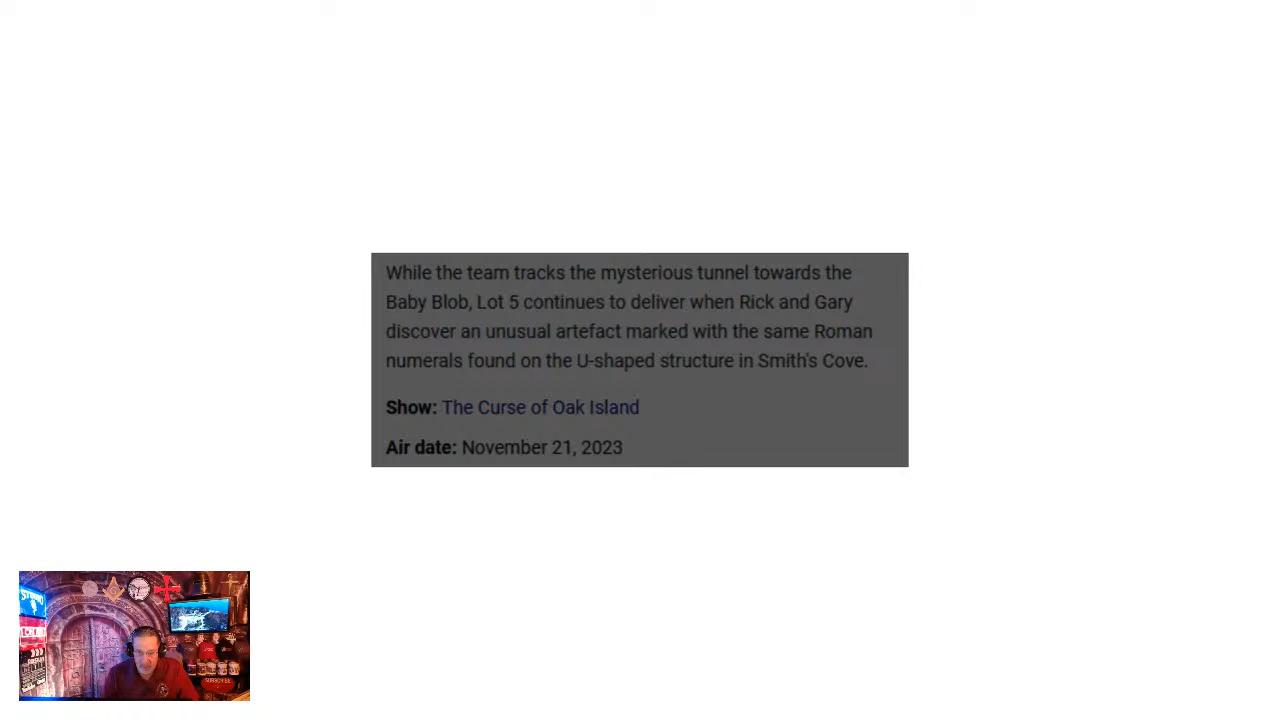 While the team tracks the mysterious tunnel towards the
Baby Blob, Lot 5 continues to deliver when Rick and Gary
discover an unusual artefact marked with the same Roman
numerals found on the U-shaped structure in Smith's Cove.
Show: The Curse of Oak Island
Air date: November 21, 2023
SUBSCRIBE